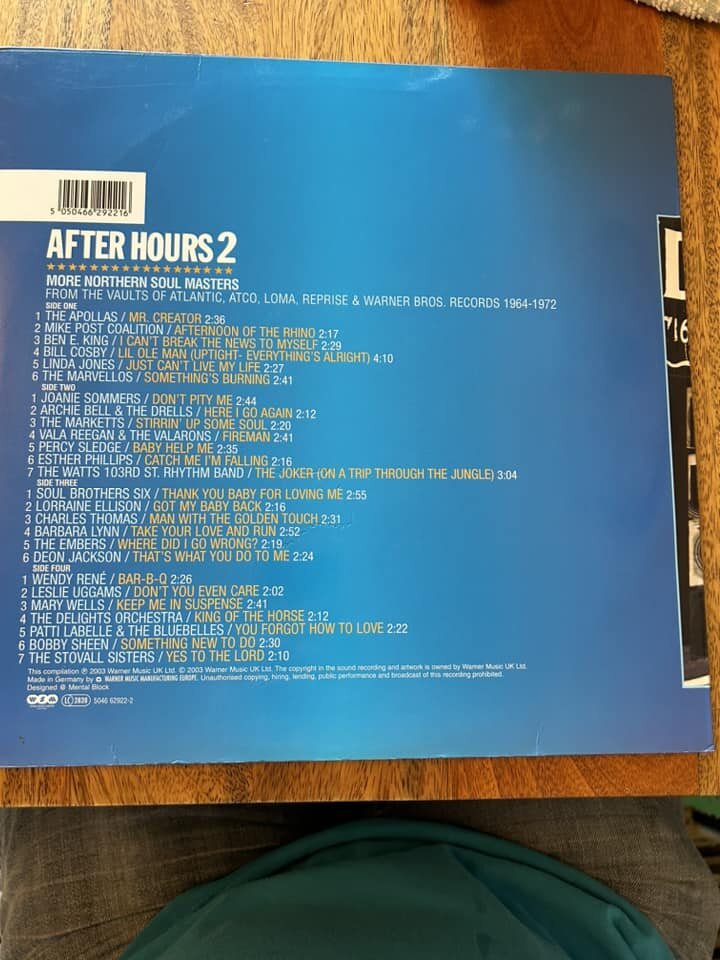 5 050466 292216
AFTER HOURS 2
MORE NORTHERN SOUL MASTERS
FROM THE VAULTS OF ATLANTIC, ATCO, LOMA, REPRISE & WARNER BROS. RECORDS 1964-1972
SIDE ONE
1 THE APOLLAS / MR. CREATOR 2:36
2 MIKE POST COALITION / AFTERNOON OF THE RHINO 2:17
3 BEN E. KING / I CAN'T BREAK THE NEWS TO MYSELF 2:29
4 BILL COSBY / LIL OLE MAN (UPTIGHT- EVERYTHING'S ALRIGHT) 4:10
5 LINDA JONES / JUST CAN'T LIVE MY LIFE 2:27
6 THE MARVELLOS / SOMETHING'S BURNING 2:41
SIDE TWO
1 JOANIE SOMMERS / DON'T PITY ME 2:44
2 ARCHIE BELL & THE DRELLS / HERE I GO AGAIN 2:12
3 THE MARKETTS / STIRRIN' UP SOME SOUL 2:20
4 VALA REEGAN & THE VALARONS / FIREMAN 2:41
5 PERCY SLEDGE / BABY HELP ME 2:35
6 ESTHER PHILLIPS / CATCH ME I'M FALLING 2:16
7 THE WATTS 103RD ST. RHYTHM BAND / THE JOKER (ON A TRIP THROUGH THE JUNGLE) 3:04
SIDE THREE
1 SOUL BROTHERS SIX / THANK YOU BABY FOR LOVING ME 2:55
2 LORRAINE ELLISON / GOT MY BABY BACK 2:16
3 CHARLES THOMAS / MAN WITH THE GOLDEN TOUCH 2:31
4 BARBARA LYNN / TAKE YOUR LOVE AND RUN 2:52
5 THE EMBERS / WHERE DID I GO WRONG? 2:19
6 DEON JACKSON / THAT'S WHAT YOU DO TO ME 2:24
SIDE FOUR
1 WENDY RENÉ / BAR-B-Q 2:26
2 LESLIE UGGAMS / DON'T YOU EVEN CARE 2:02
3 MARY WELLS / KEEP ME IN SUSPENSE 2:41
4 THE DELIGHTS ORCHESTRA / KING OF THE HORSE 2:12
5 PATTI LABELLE & THE BLUEBELLES / YOU FORGOT HOW TO LOVE 2:22
6 BOBBY SHEEN / SOMETHING NEW TO DO 2:30
7 THE STOVALL SISTERS / YES TO THE LORD 2:10
This compilation ℗ 2003 Warner Music UK Ltd. © 2003 Warner Music UK Ltd. The copyright in the sound recording and artwork is owned by Warner Music UK Ltd.
Made in Germany by WARNER MUSIC MANUFACTURING EUROPE. Unauthorised copying, hiring, lending, public performance and broadcast of this recording prohibited.
Designed @ Mental Block
LC 2828 5046 62922-2
716